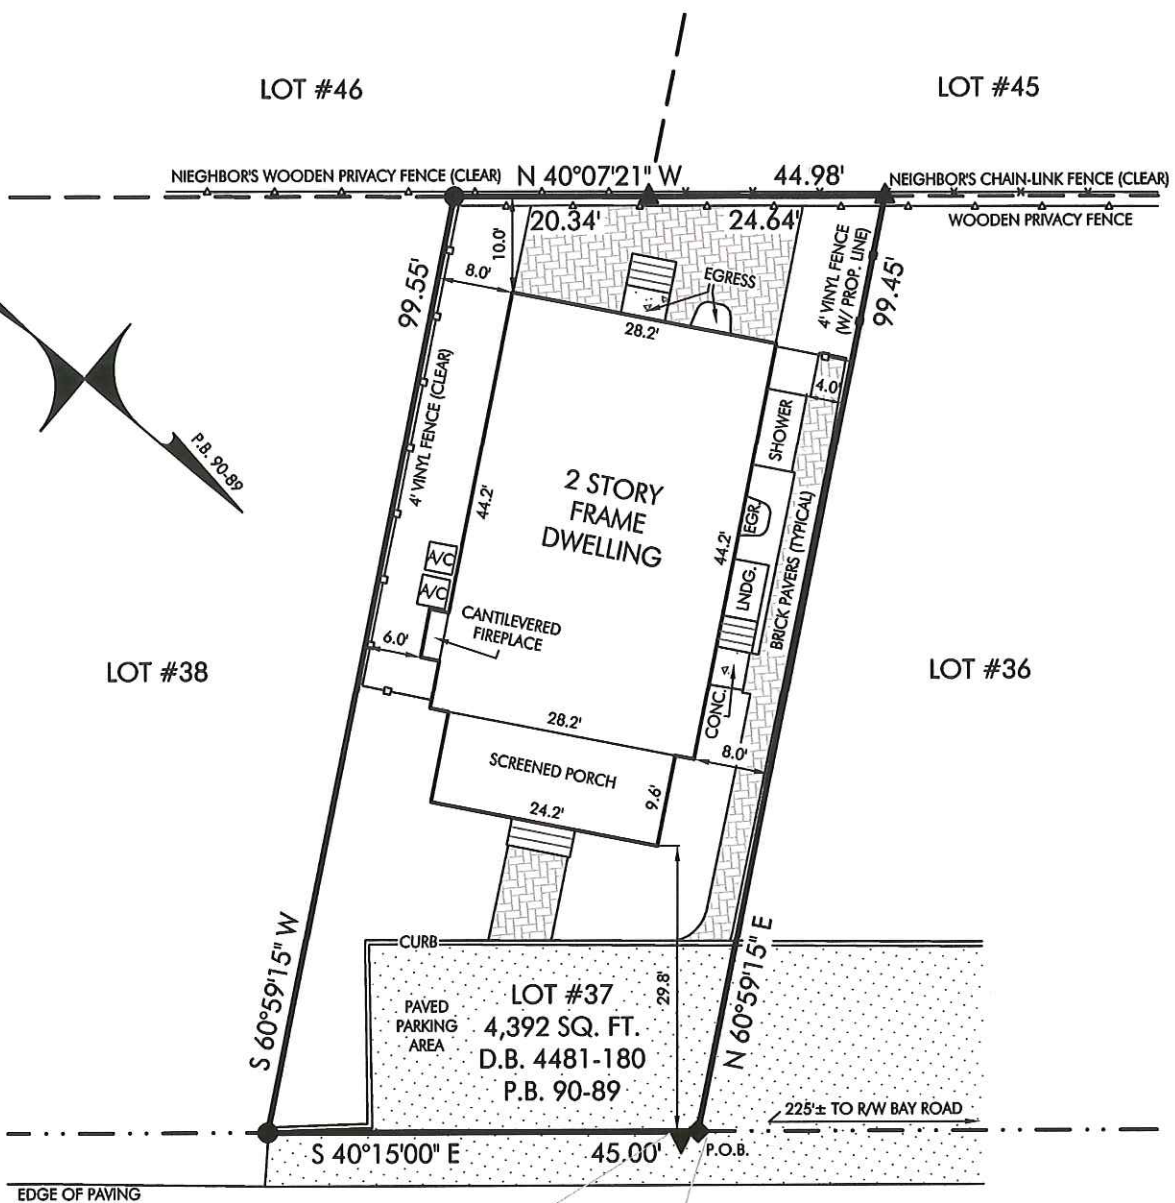 LOT #46
LOT #45
NIEGHBOR'S WOODEN PRIVACY FENCE (CLEAR)
N 40°07'21" W
44.98'
NEIGHBOR'S CHAIN-LINK FENCE (CLEAR)
WOODEN PRIVACY FENCE
20.34'
24.64'
10.0'
8.0'
99.55'
EGRESS
4' VINYL FENCE
(W/ PROP. LINE)
99.45'
28.2'
P.B. 90-89
4' VINYL FENCE (CLEAR)
4.0'
SHOWER
2 STORY
FRAME
DWELLING
44.2'
44.2'
EGR.
BRICK PAVERS (TYPICAL)
A/C
A/C
LNDG.
CANTILEVERED
FIREPLACE
6.0'
LOT #38
LOT #36
CONC.
28.2'
8.0'
SCREENED PORCH
9.6'
24.2'
S 60°59'15" W
CURB
N 60°59'15" E
29.8'
PAVED
PARKING
AREA
LOT #37
4,392 SQ. FT.
D.B. 4481-180
P.B. 90-89
225'± TO R/W BAY ROAD
S 40°15'00" E
45.00'
P.O.B.
EDGE OF PAVING